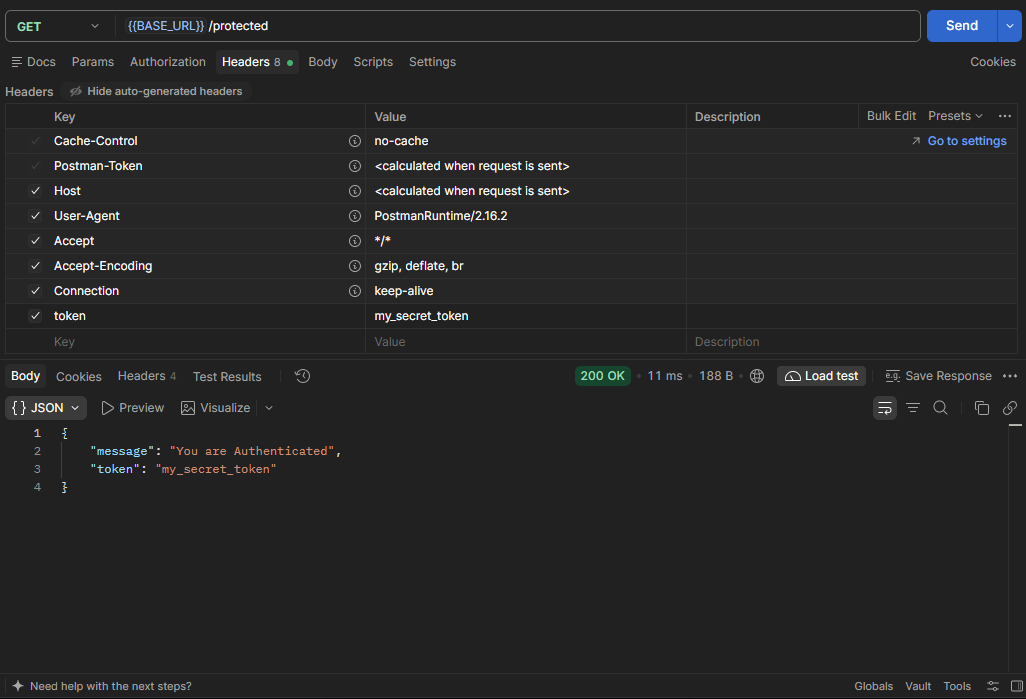 GET {{BASE_URL}} /protected Send
Docs Params Authorization Headers 8 Body Scripts Settings Cookies
Headers Hide auto-generated headers
Key Value Description Bulk Edit Presets
Cache-Control no-cache Go to settings
Postman-Token <calculated when request is sent>
Host <calculated when request is sent>
User-Agent PostmanRuntime/2.16.2
Accept */*
Accept-Encoding gzip, deflate, br
Connection keep-alive
token my_secret_token
Key Value Description
Body Cookies Headers 4 Test Results 200 OK • 11 ms • 188 B • Load test e.g. Save Response
{} JSON Preview Visualize
1 {
2 "message": "You are Authenticated",
3 "token": "my_secret_token"
4 }
Need help with the next steps? Globals Vault Tools